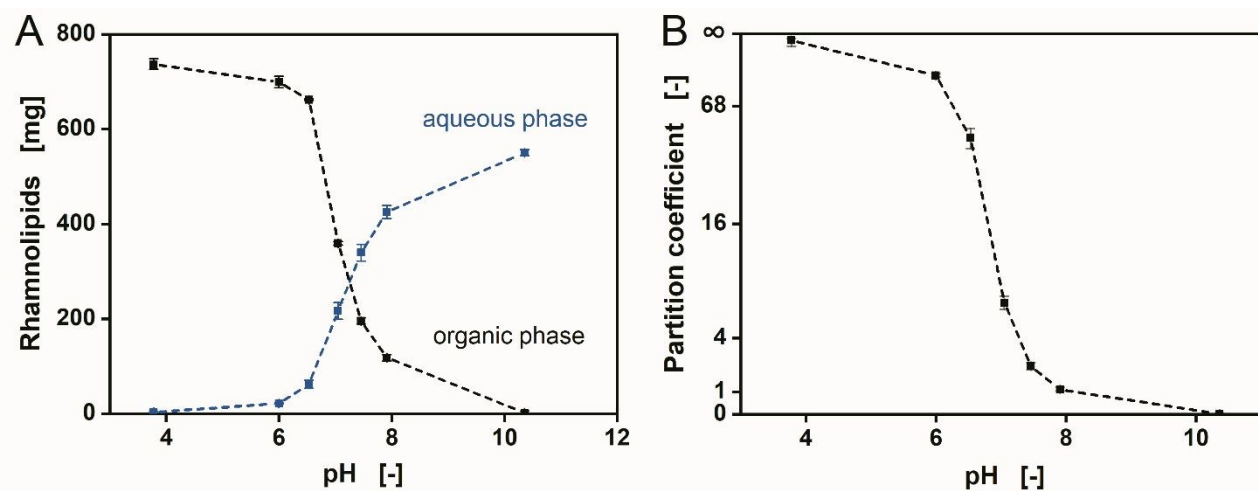 A
800
600
400
200
0
Rhamnolipids [mg]
aqueous phase
organic phase
4 6 8 10 12
pH [-]
B
∞
68
16
4
1
0
Partition coefficient [-]
4 6 8 10
pH [-]